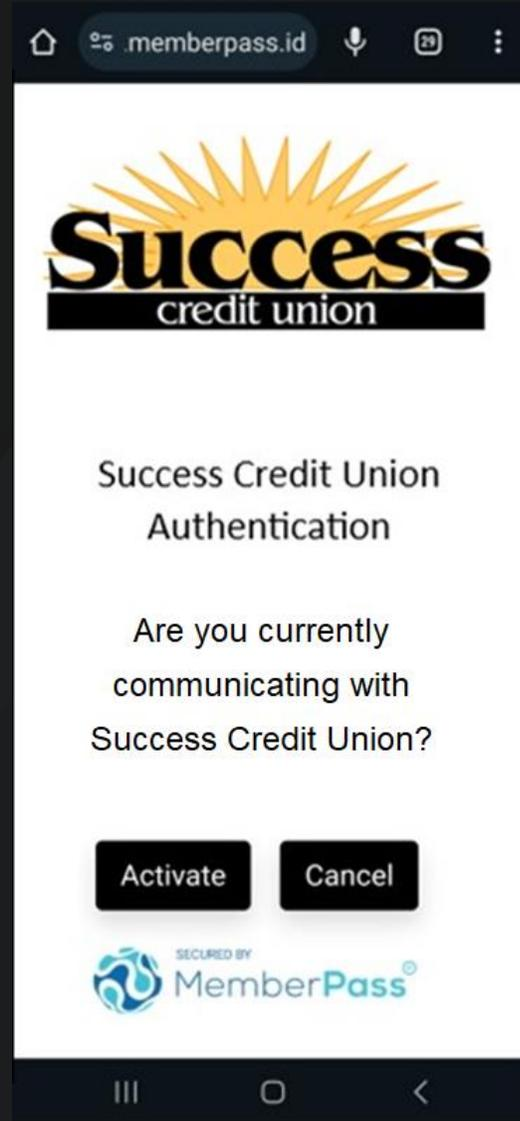 .memberpass.id
29
Success
credit union
Success Credit Union
Authentication
Are you currently
communicating with
Success Credit Union?
Activate Cancel
SECURED BY
MemberPass